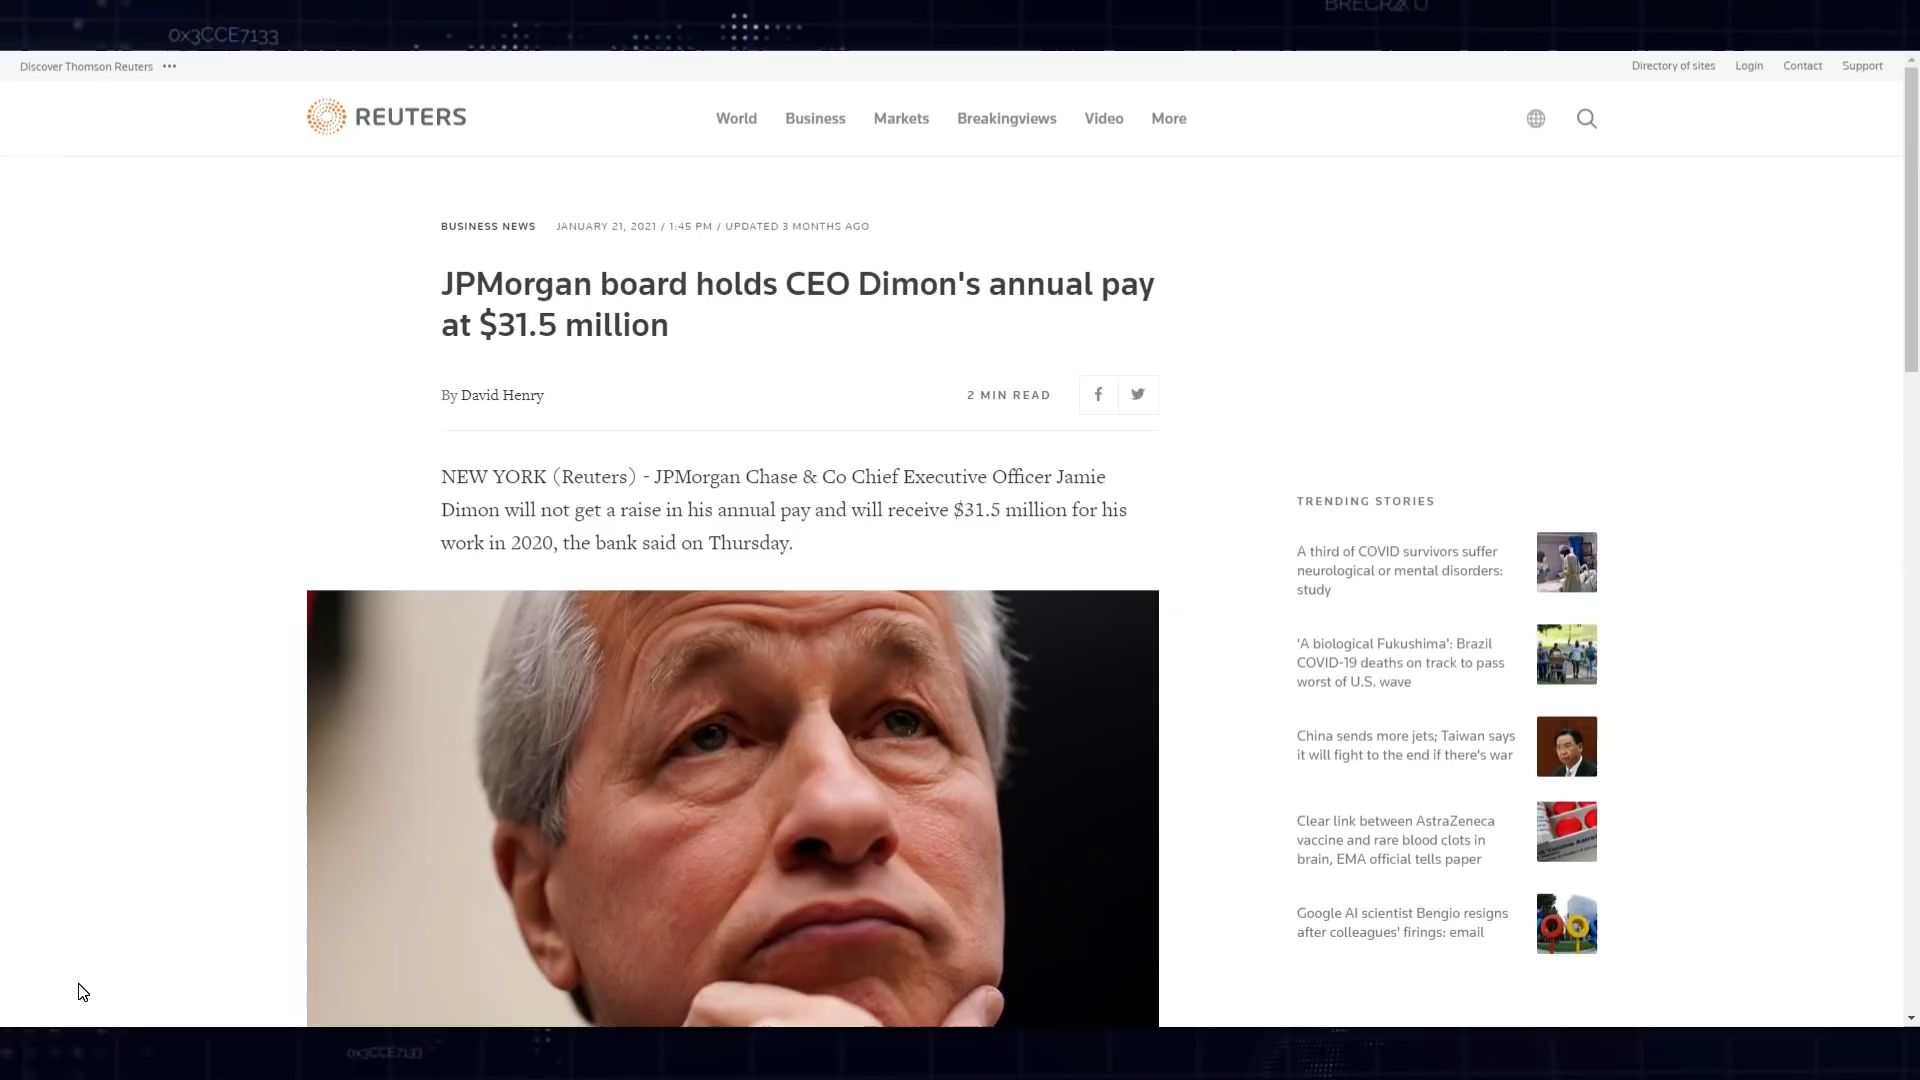 0x3CCE7133
Discover Thomson Reuters •••
Directory of sites Login Contact Support
REUTERS
World Business Markets Breakingviews Video More
BUSINESS NEWS JANUARY 21, 2021 / 1:45 PM / UPDATED 3 MONTHS AGO
JPMorgan board holds CEO Dimon's annual pay
at $31.5 million
By David Henry
2 MIN READ
NEW YORK (Reuters) - JPMorgan Chase & Co Chief Executive Officer Jamie
Dimon will not get a raise in his annual pay and will receive $31.5 million for his
work in 2020, the bank said on Thursday.
TRENDING STORIES
A third of COVID survivors suffer
neurological or mental disorders:
study
'A biological Fukushima': Brazil
COVID-19 deaths on track to pass
worst of U.S. wave
China sends more jets; Taiwan says
it will fight to the end if there's war
Clear link between AstraZeneca
vaccine and rare blood clots in
brain, EMA official tells paper
Google AI scientist Bengio resigns
after colleagues' firings: email
0x3CCE7133